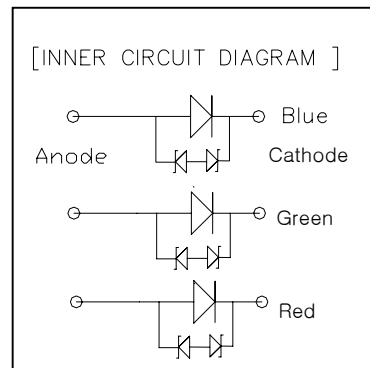 [INNER CIRCUIT DIAGRAM ]
Blue
Anode
Cathode
Green
Red